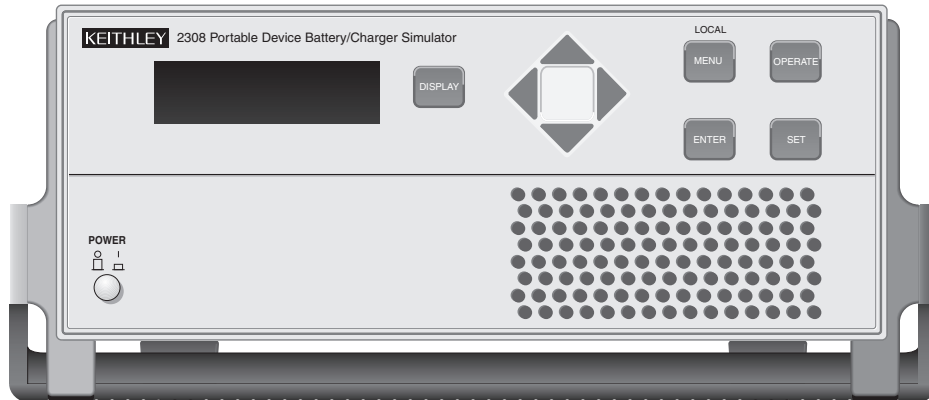 KEITHLEY 2308 Portable Device Battery/Charger Simulator
LOCAL
MENU
OPERATE
DISPLAY
ENTER
SET
POWER